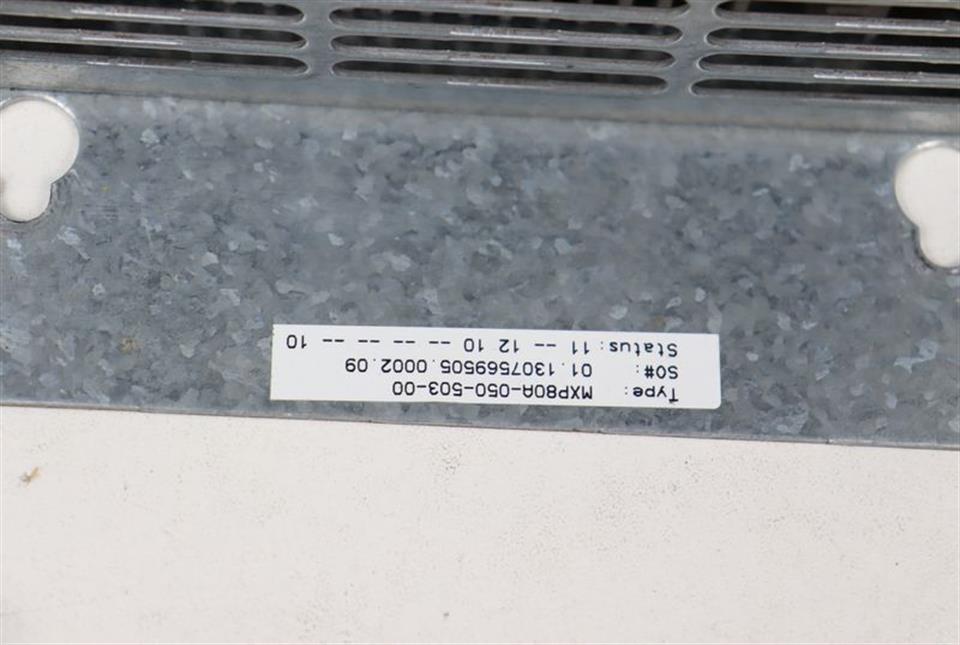 Type: MXP80A-050-503-00
SO#: 01.1307569505.0002.09
Status: 11 -- 12 10 -- -- -- -- -- 10